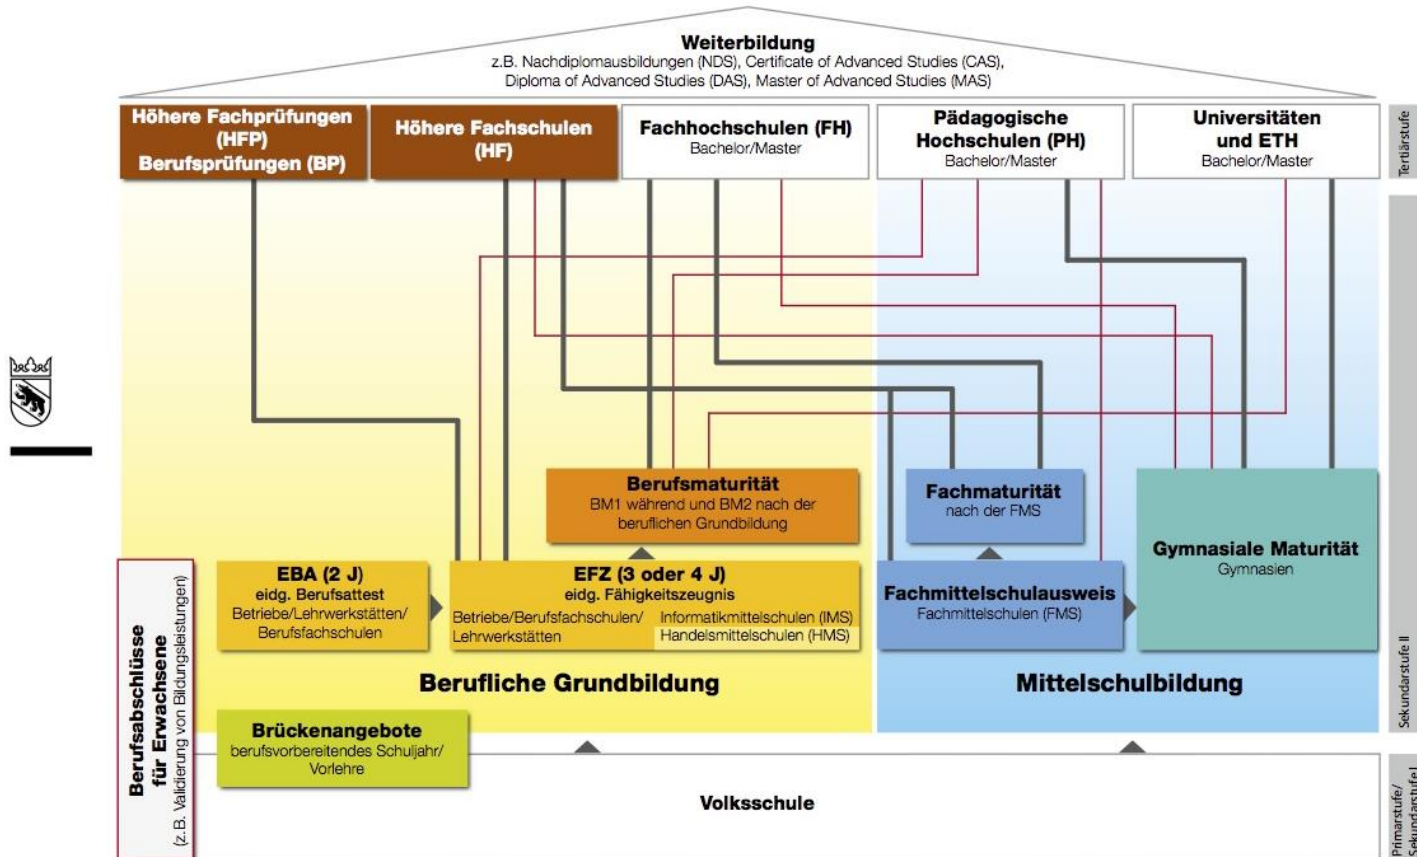 Weiterbildung
z.B. Nachdiplomausbildungen (NDS), Certificate of Advanced Studies (CAS),
Diploma of Advanced Studies (DAS), Master of Advanced Studies (MAS)
Höhere Fachprüfungen
(HFP)
Berufsprüfungen (BP)
Höhere Fachschulen
(HF)
Fachhochschulen (FH)
Bachelor/Master
Pädagogische
Hochschulen (PH)
Bachelor/Master
Universitäten
und ETH
Bachelor/Master
Tertiärstufe
Berufsmaturität
BM1 während und BM2 nach der
beruflichen Grundbildung
Fachmaturität
nach der FMS
Gymnasiale Maturität
Gymnasien
EBA (2 J)
eidg. Berufsattest
Betriebe/Lehrwerkstätten/
Berufsfachschulen
EFZ (3 oder 4 J)
eidg. Fähigkeitszeugnis
Betriebe/Berufsfachschulen/
Lehrwerkstätten
Informatikmittelschulen (IMS)
Handelsmittelschulen (HMS)
Fachmittelschulausweis
Fachmittelschulen (FMS)
Berufliche Grundbildung
Mittelschulbildung
Sekundarstufe II
Berufsabschlüsse
für Erwachsene
(z.B. Validierung von Bildungsleistungen)
Brückenangebote
berufsvorbereitendes Schuljahr/
Vorlehre
Volksschule
Primarstufe/
Sekundarstufe I